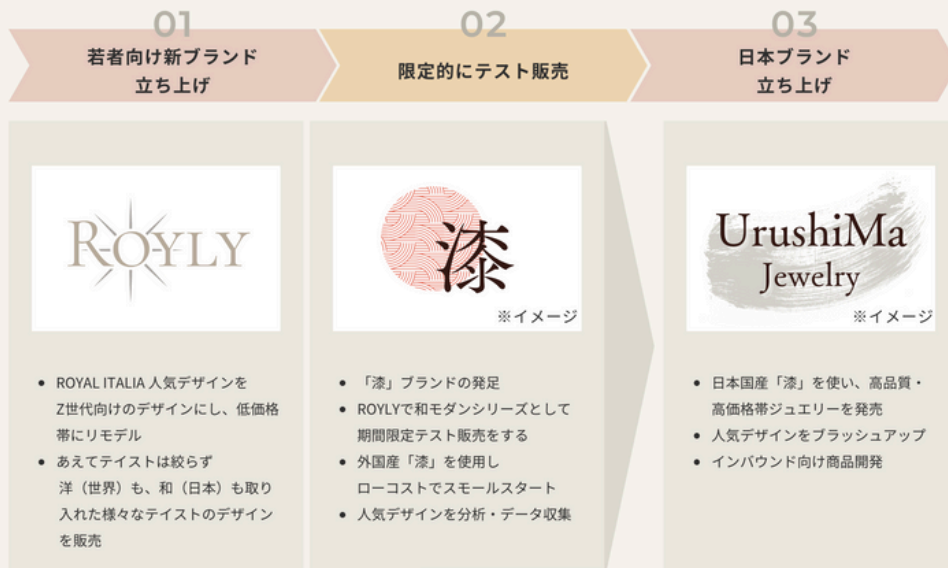 01
若者向け新ブランド
立ち上げ
ROYLY
ROYAL ITALIA 人気デザインを
Z世代向けのデザインにし、低価格
帯にリモデル
あえてテイストは絞らず
洋（世界）も、和（日本）も取り
入れた様々なテイストのデザイン
を販売
02
限定的にテスト販売
漆
※イメージ
「漆」ブランドの発足
ROYLYで和モダンシリーズとして
期間限定テスト販売をする
外国産「漆」を使用し
ローコストでスモールスタート
人気デザインを分析・データ収集
03
日本ブランド
立ち上げ
UrushiMa
Jewelry
※イメージ
日本国産「漆」を使い、高品質・
高価格帯ジュエリーを発売
人気デザインをブラッシュアップ
インバウンド向け商品開発